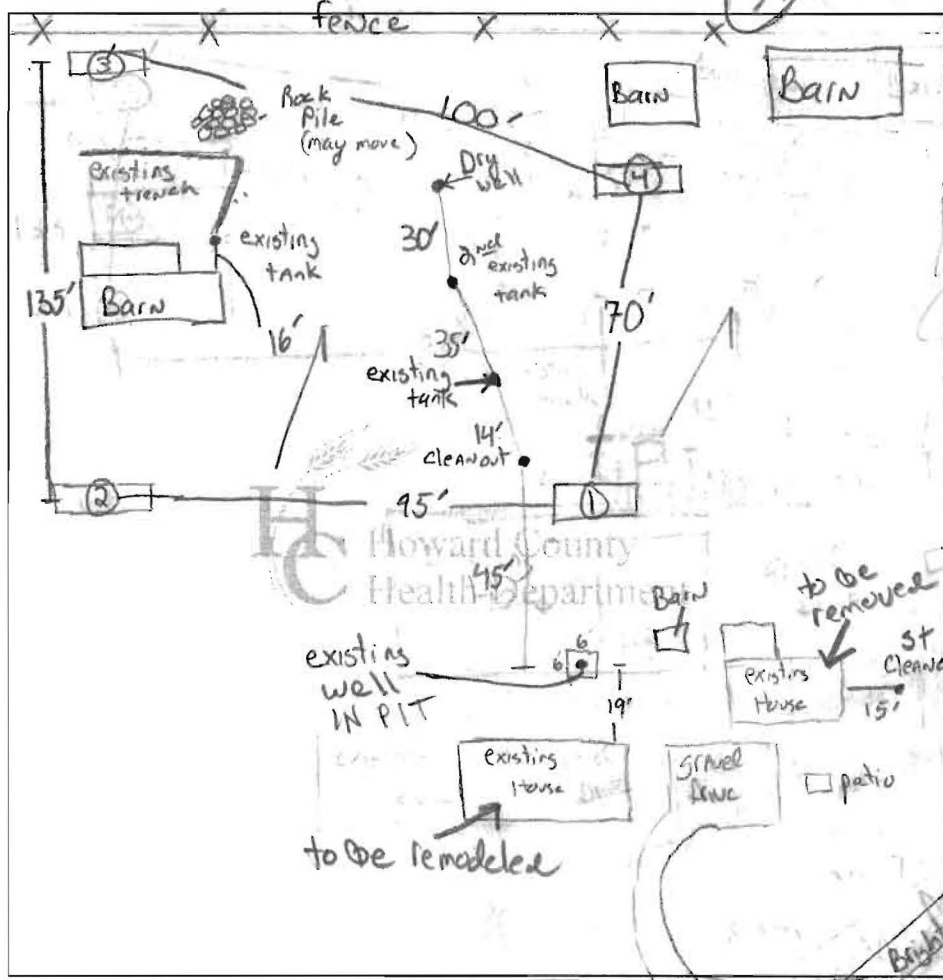 fence
X X X X X
3
Rock
Pile
(may move)
100'
Barn
Barn
existing
trench
Dry
well
4
existing
tank
30'
2nd
existing
tank
135'
Barn
16'
70'
35'
existing
tank
14'
cleanout
2
95'
1
HC
Howard County
Health Department
45'
Barn
to be
removed
existing
well
IN PIT
6'
6'
19'
existing
House
St
15'
existing
House
gravel
Drive
patio
to be remodeled